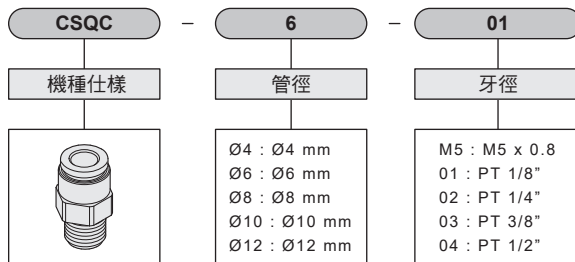 CSQC – 6 – 01
機種仕樣 管徑 牙徑
Ø4 : Ø4 mm
Ø6 : Ø6 mm
Ø8 : Ø8 mm
Ø10 : Ø10 mm
Ø12 : Ø12 mm
M5 : M5 x 0.8
01 : PT 1/8”
02 : PT 1/4”
03 : PT 3/8”
04 : PT 1/2”